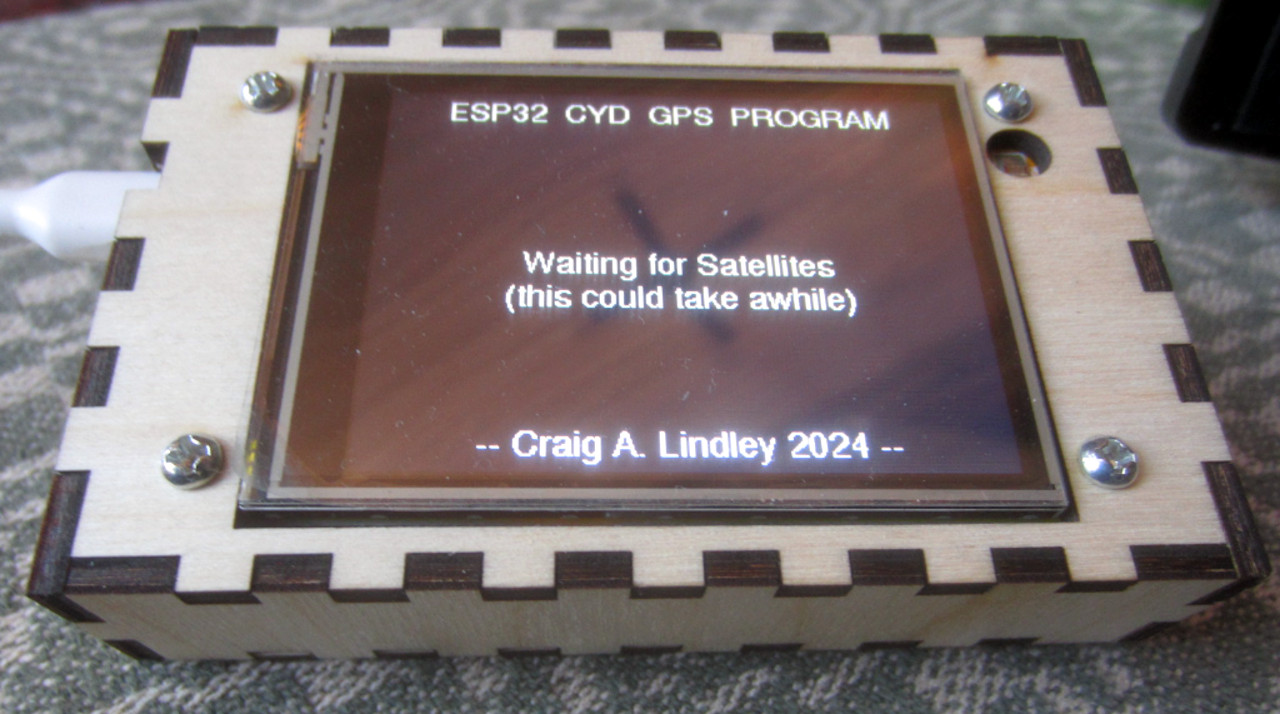 ESP32 CYD GPS PROGRAM
Waiting for Satellites
(this could take awhile)
-- Craig A. Lindley 2024 --